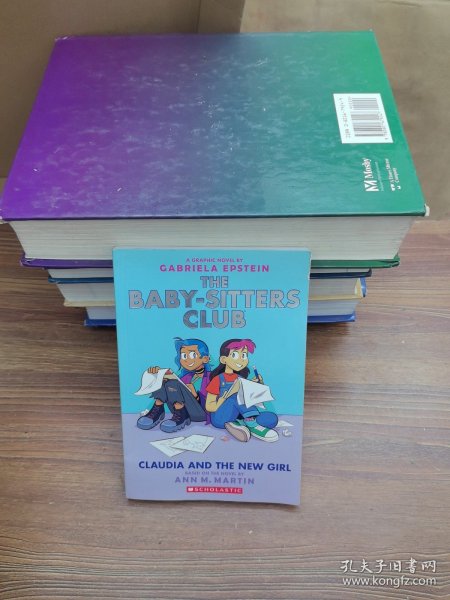 Mosby
A GRAPHIC NOVEL BY
GABRIELA EPSTEIN
THE
BABY-SITTERS
CLUB
CLAUDIA AND THE NEW GIRL
BASED ON THE NOVEL BY
ANN M. MARTIN
SCHOLASTIC
孔夫子旧书网
www.kongfz.com